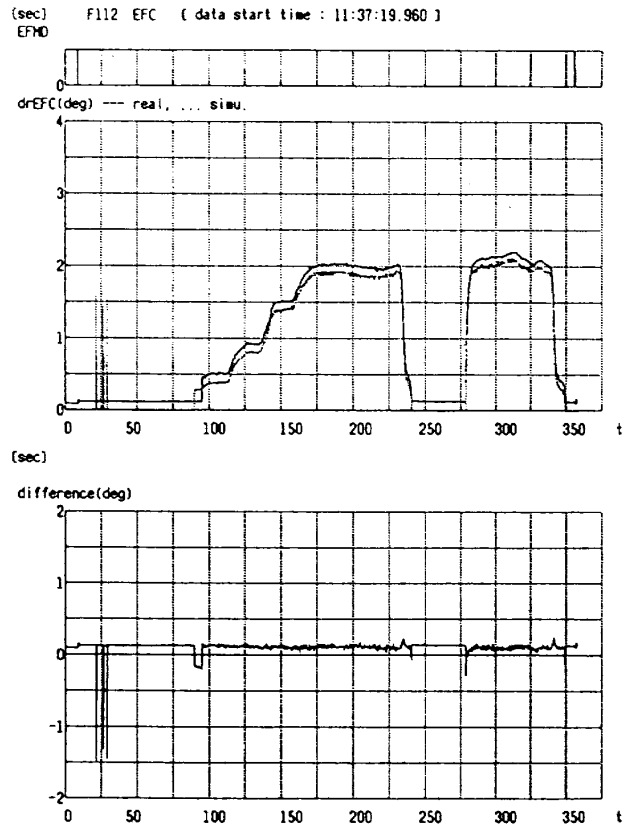 (sec) F112 EFC [ data start time : 11:37:19.960 ]
EFMD
0
drEFC(deg) --- real, ... simu.
4
3
2
1
0
0 50 100 150 200 250 300 350 t
(sec)
difference(deg)
2
1
0
-1
-2
0 50 100 150 200 250 300 350 t